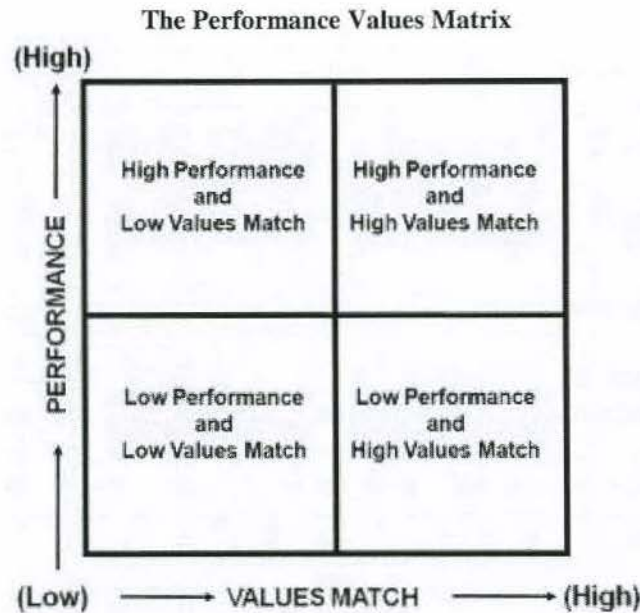 The Performance Values Matrix
(High)
High Performance
and
Low Values Match
High Performance
and
High Values Match
PERFORMANCE
Low Performance
and
Low Values Match
Low Performance
and
High Values Match
(Low)
VALUES MATCH
(High)